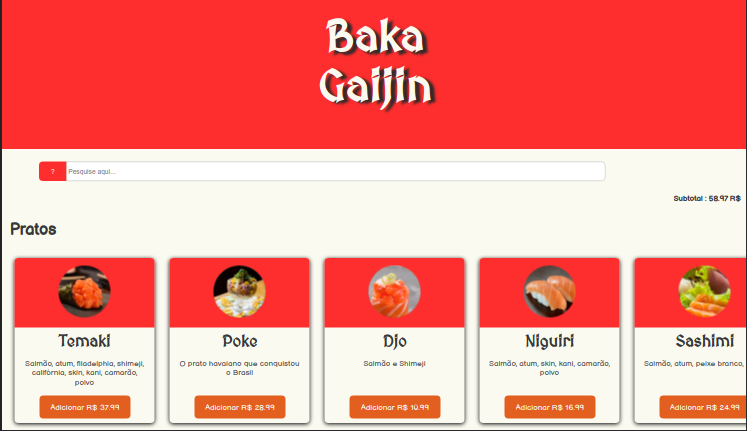 Baka
Gaijin
?
Pesquise aqui...
Subtotal : 58.97 R$
Pratos
Temaki
Salmão, atum, filadelphia, shimeji,
califórnia, skin, kani, camarão,
polvo
Adicionar R$ 37.99
Poke
O prato havaiano que conquistou
o Brasil
Adicionar R$ 28.99
Djo
Salmão e Shimeji
Adicionar R$ 10.99
Niguiri
Salmão, atum, skin, kani, camarão,
polvo
Adicionar R$ 16.99
Sashimi
Salmão, atum, peixe branco,
Adicionar R$ 24.99